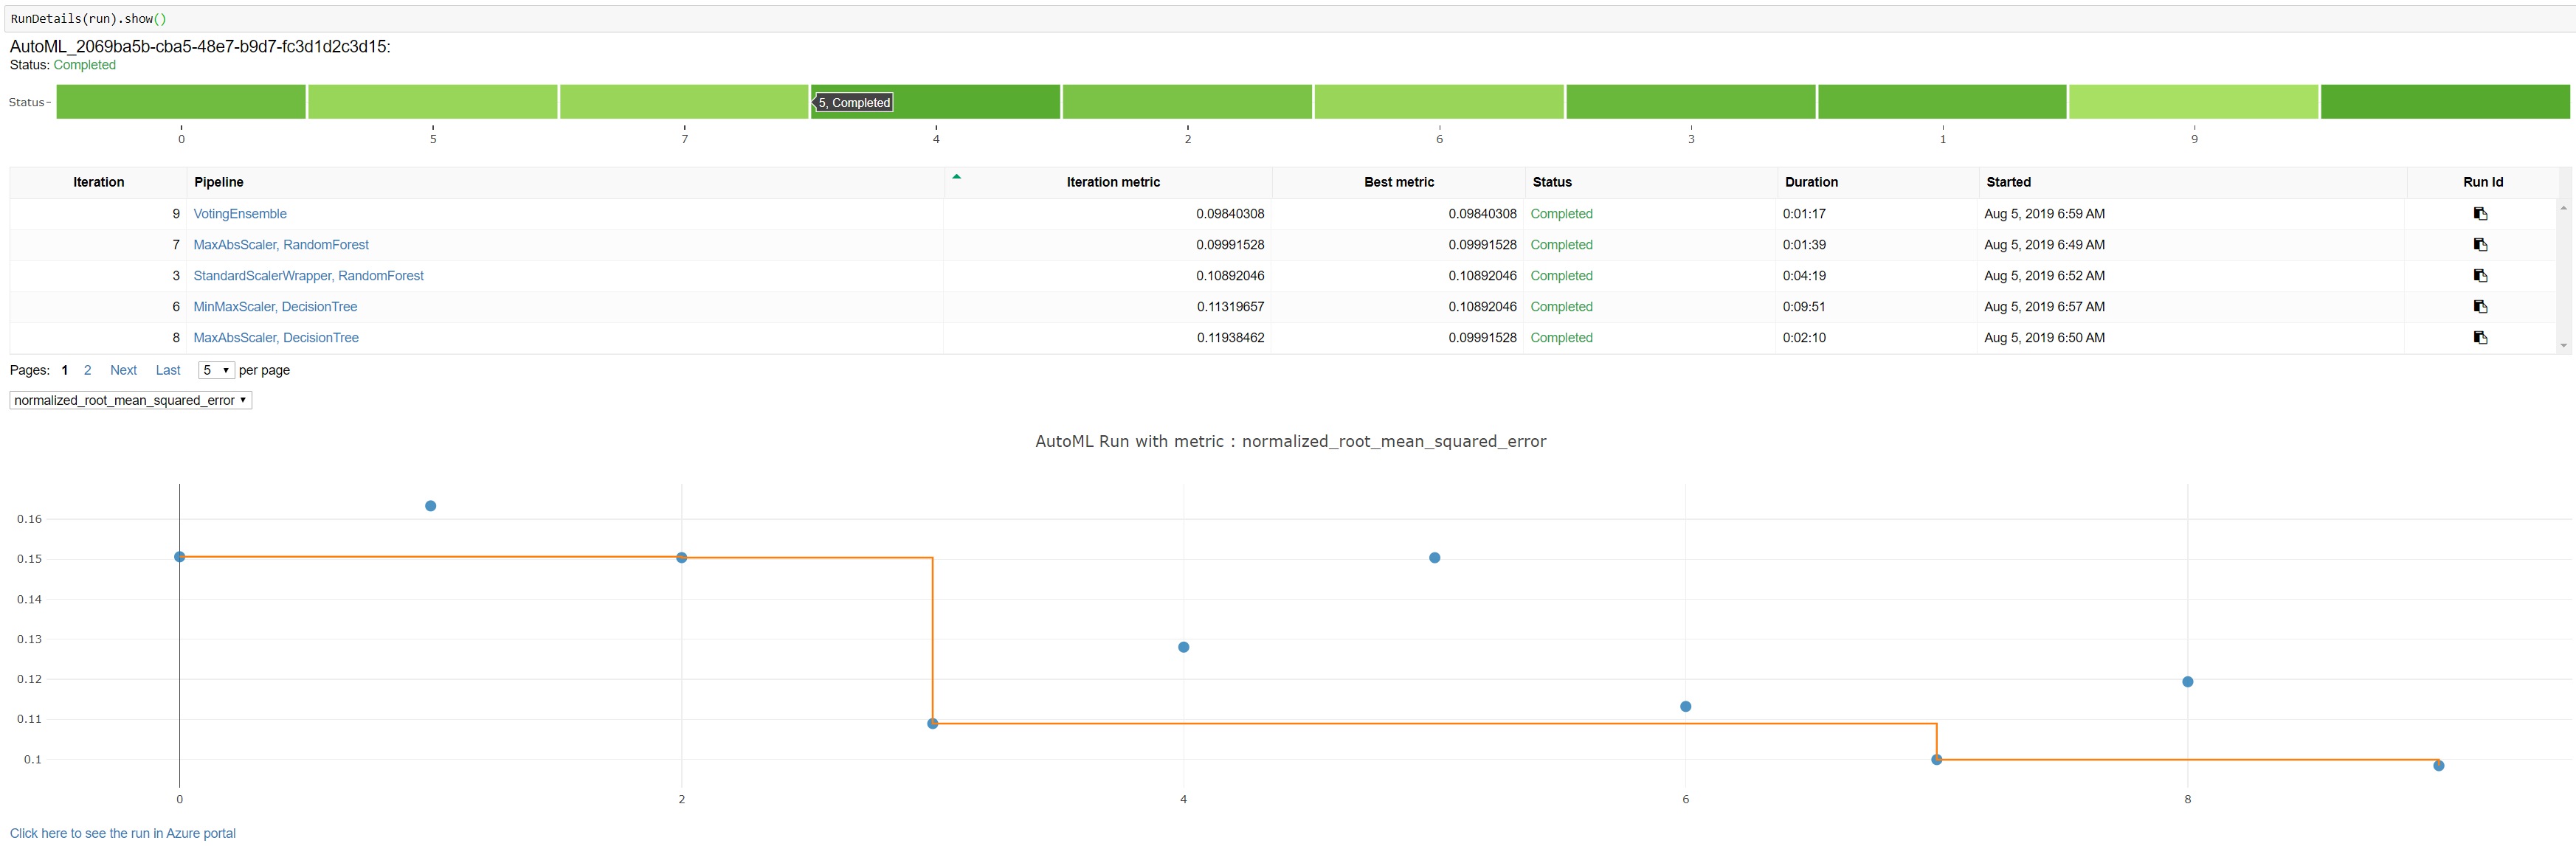 RunDetails(run).show()
AutoML_2069ba5b-cba5-48e7-b9d7-fc3d1d2c3d15:
Status: Completed
Status
5, Completed
0 5 7 4 2 6 3 1 9
Iteration Pipeline Iteration metric Best metric Status Duration Started Run Id
9 VotingEnsemble 0.09840308 0.09840308 Completed 0:01:17 Aug 5, 2019 6:59 AM
7 MaxAbsScaler, RandomForest 0.09991528 0.09991528 Completed 0:01:39 Aug 5, 2019 6:49 AM
3 StandardScalerWrapper, RandomForest 0.10892046 0.10892046 Completed 0:04:19 Aug 5, 2019 6:52 AM
6 MinMaxScaler, DecisionTree 0.11319657 0.10892046 Completed 0:09:51 Aug 5, 2019 6:57 AM
8 MaxAbsScaler, DecisionTree 0.11938462 0.09991528 Completed 0:02:10 Aug 5, 2019 6:50 AM
Pages: 1 2 Next Last 5 per page
normalized_root_mean_squared_error
AutoML Run with metric : normalized_root_mean_squared_error
0.16
0.15
0.14
0.13
0.12
0.11
0.1
0 2 4 6 8
Click here to see the run in Azure portal